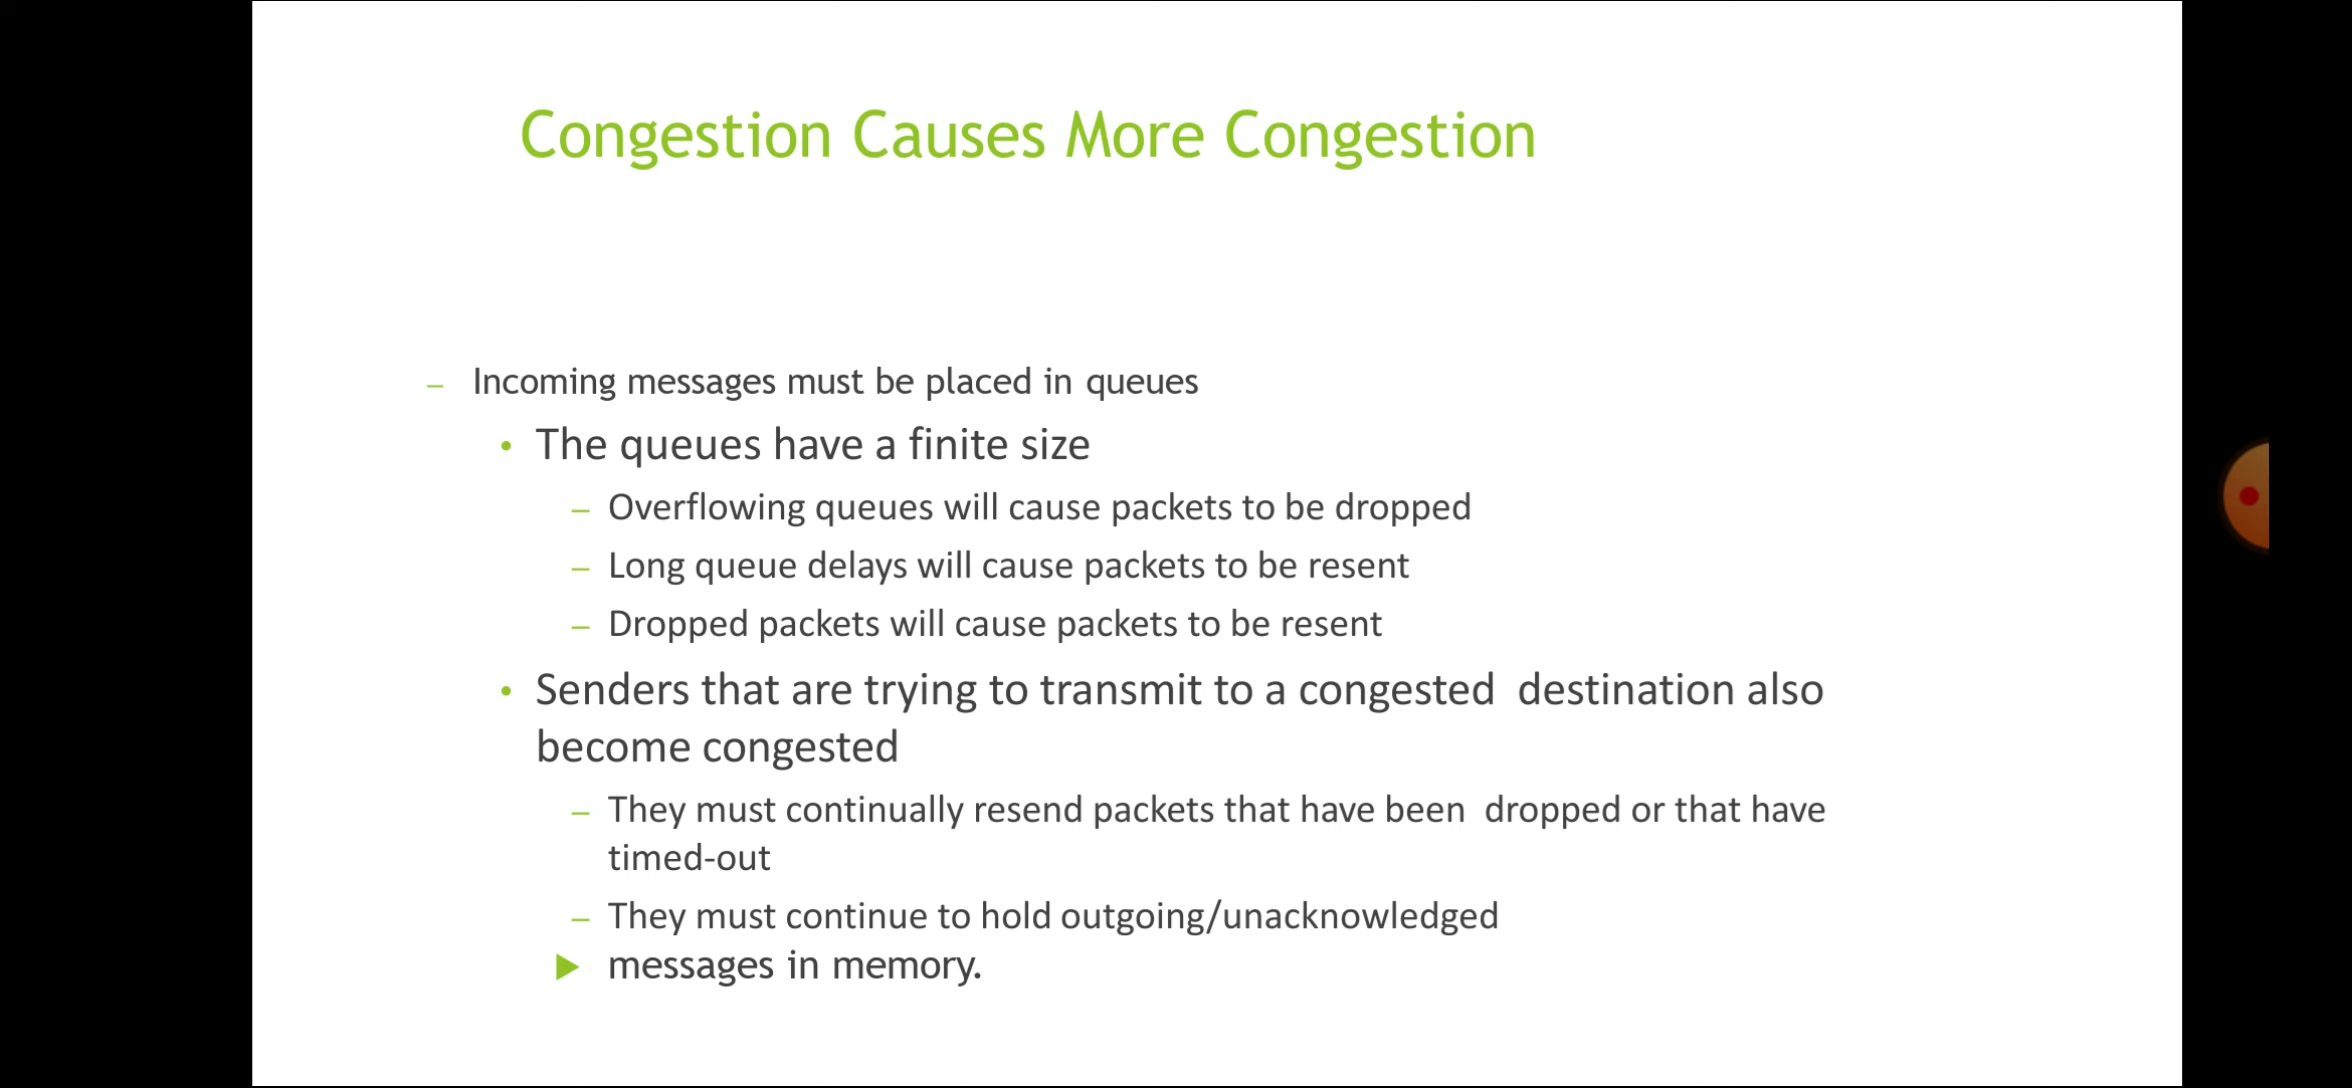 Congestion Causes More Congestion
– Incoming messages must be placed in queues
• The queues have a finite size
– Overflowing queues will cause packets to be dropped
– Long queue delays will cause packets to be resent
– Dropped packets will cause packets to be resent
• Senders that are trying to transmit to a congested destination also
become congested
– They must continually resend packets that have been dropped or that have
timed-out
– They must continue to hold outgoing/unacknowledged
▶ messages in memory.